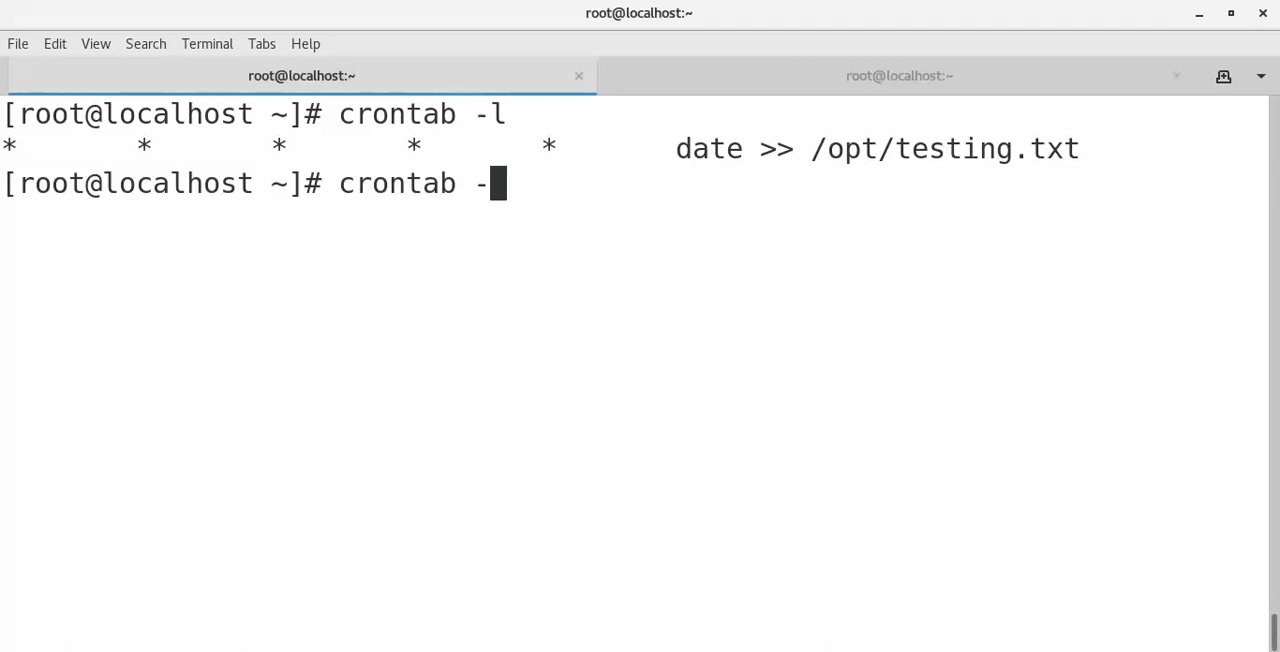 root@localhost:~
File Edit View Search Terminal Tabs Help
root@localhost:~ × root@localhost:~ ×
[root@localhost ~]# crontab -l
* * * * * date >> /opt/testing.txt
[root@localhost ~]# crontab -